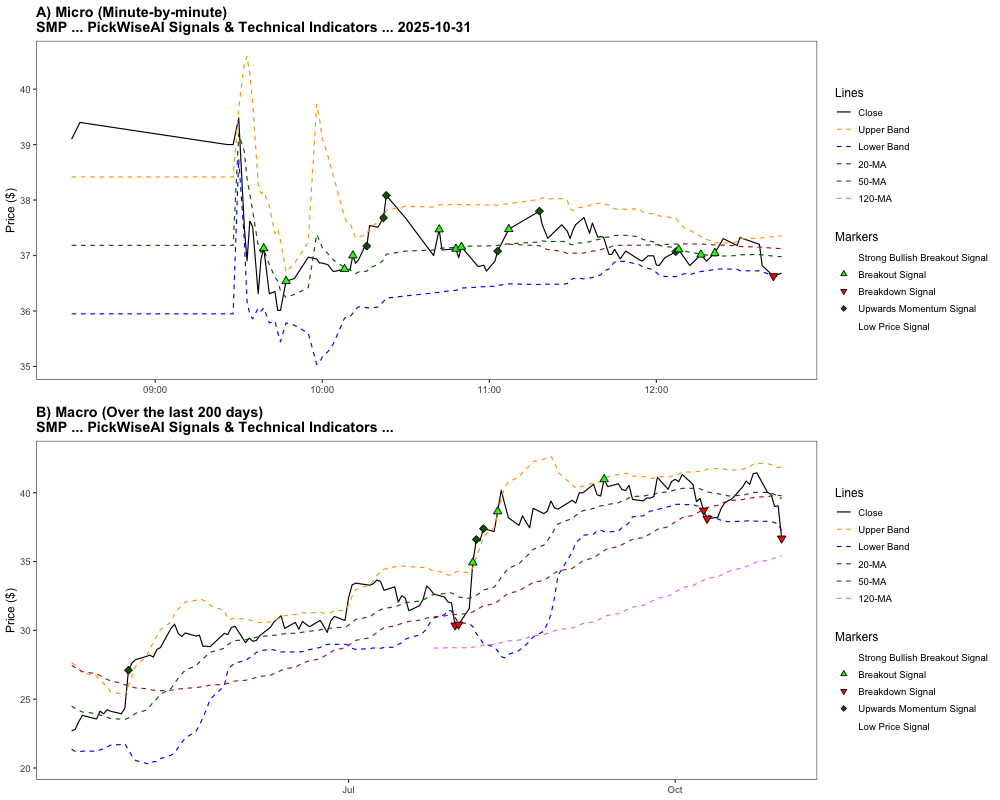 A) Micro (Minute-by-minute)
SMP ... PickWiseAI Signals & Technical Indicators ... 2025-10-31
Price ($)
40
39
38
37
36
35
09:00
10:00
11:00
12:00
Lines
Close
Upper Band
Lower Band
20-MA
50-MA
120-MA
Markers
Strong Bullish Breakout Signal
Breakout Signal
Breakdown Signal
Upwards Momentum Signal
Low Price Signal
B) Macro (Over the last 200 days)
SMP ... PickWiseAI Signals & Technical Indicators ...
Price ($)
40
35
30
25
20
Jul
Oct
Lines
Close
Upper Band
Lower Band
20-MA
50-MA
120-MA
Markers
Strong Bullish Breakout Signal
Breakout Signal
Breakdown Signal
Upwards Momentum Signal
Low Price Signal